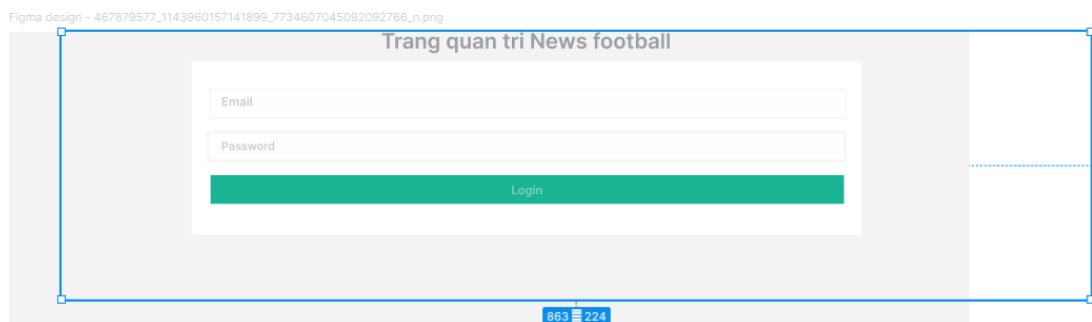 Figma design - 467879577_1143960157141899_7734607045092092766_n.png
Trang quan tri News football
Email
Password
Login
863 224